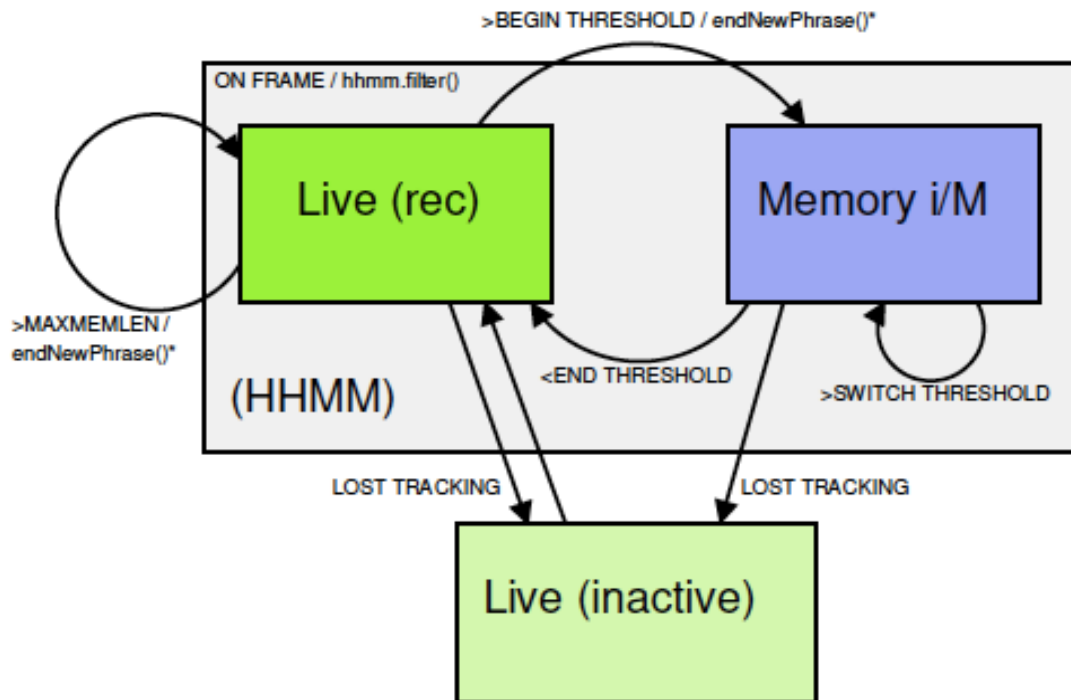 >BEGIN THRESHOLD / endNewPhrase()*
ON FRAME / hhmm.filter()
Live (rec)
Memory i/M
>MAXMEMLEN /
endNewPhrase()*
<END THRESHOLD
>SWITCH THRESHOLD
(HHMM)
LOST TRACKING
LOST TRACKING
Live (inactive)